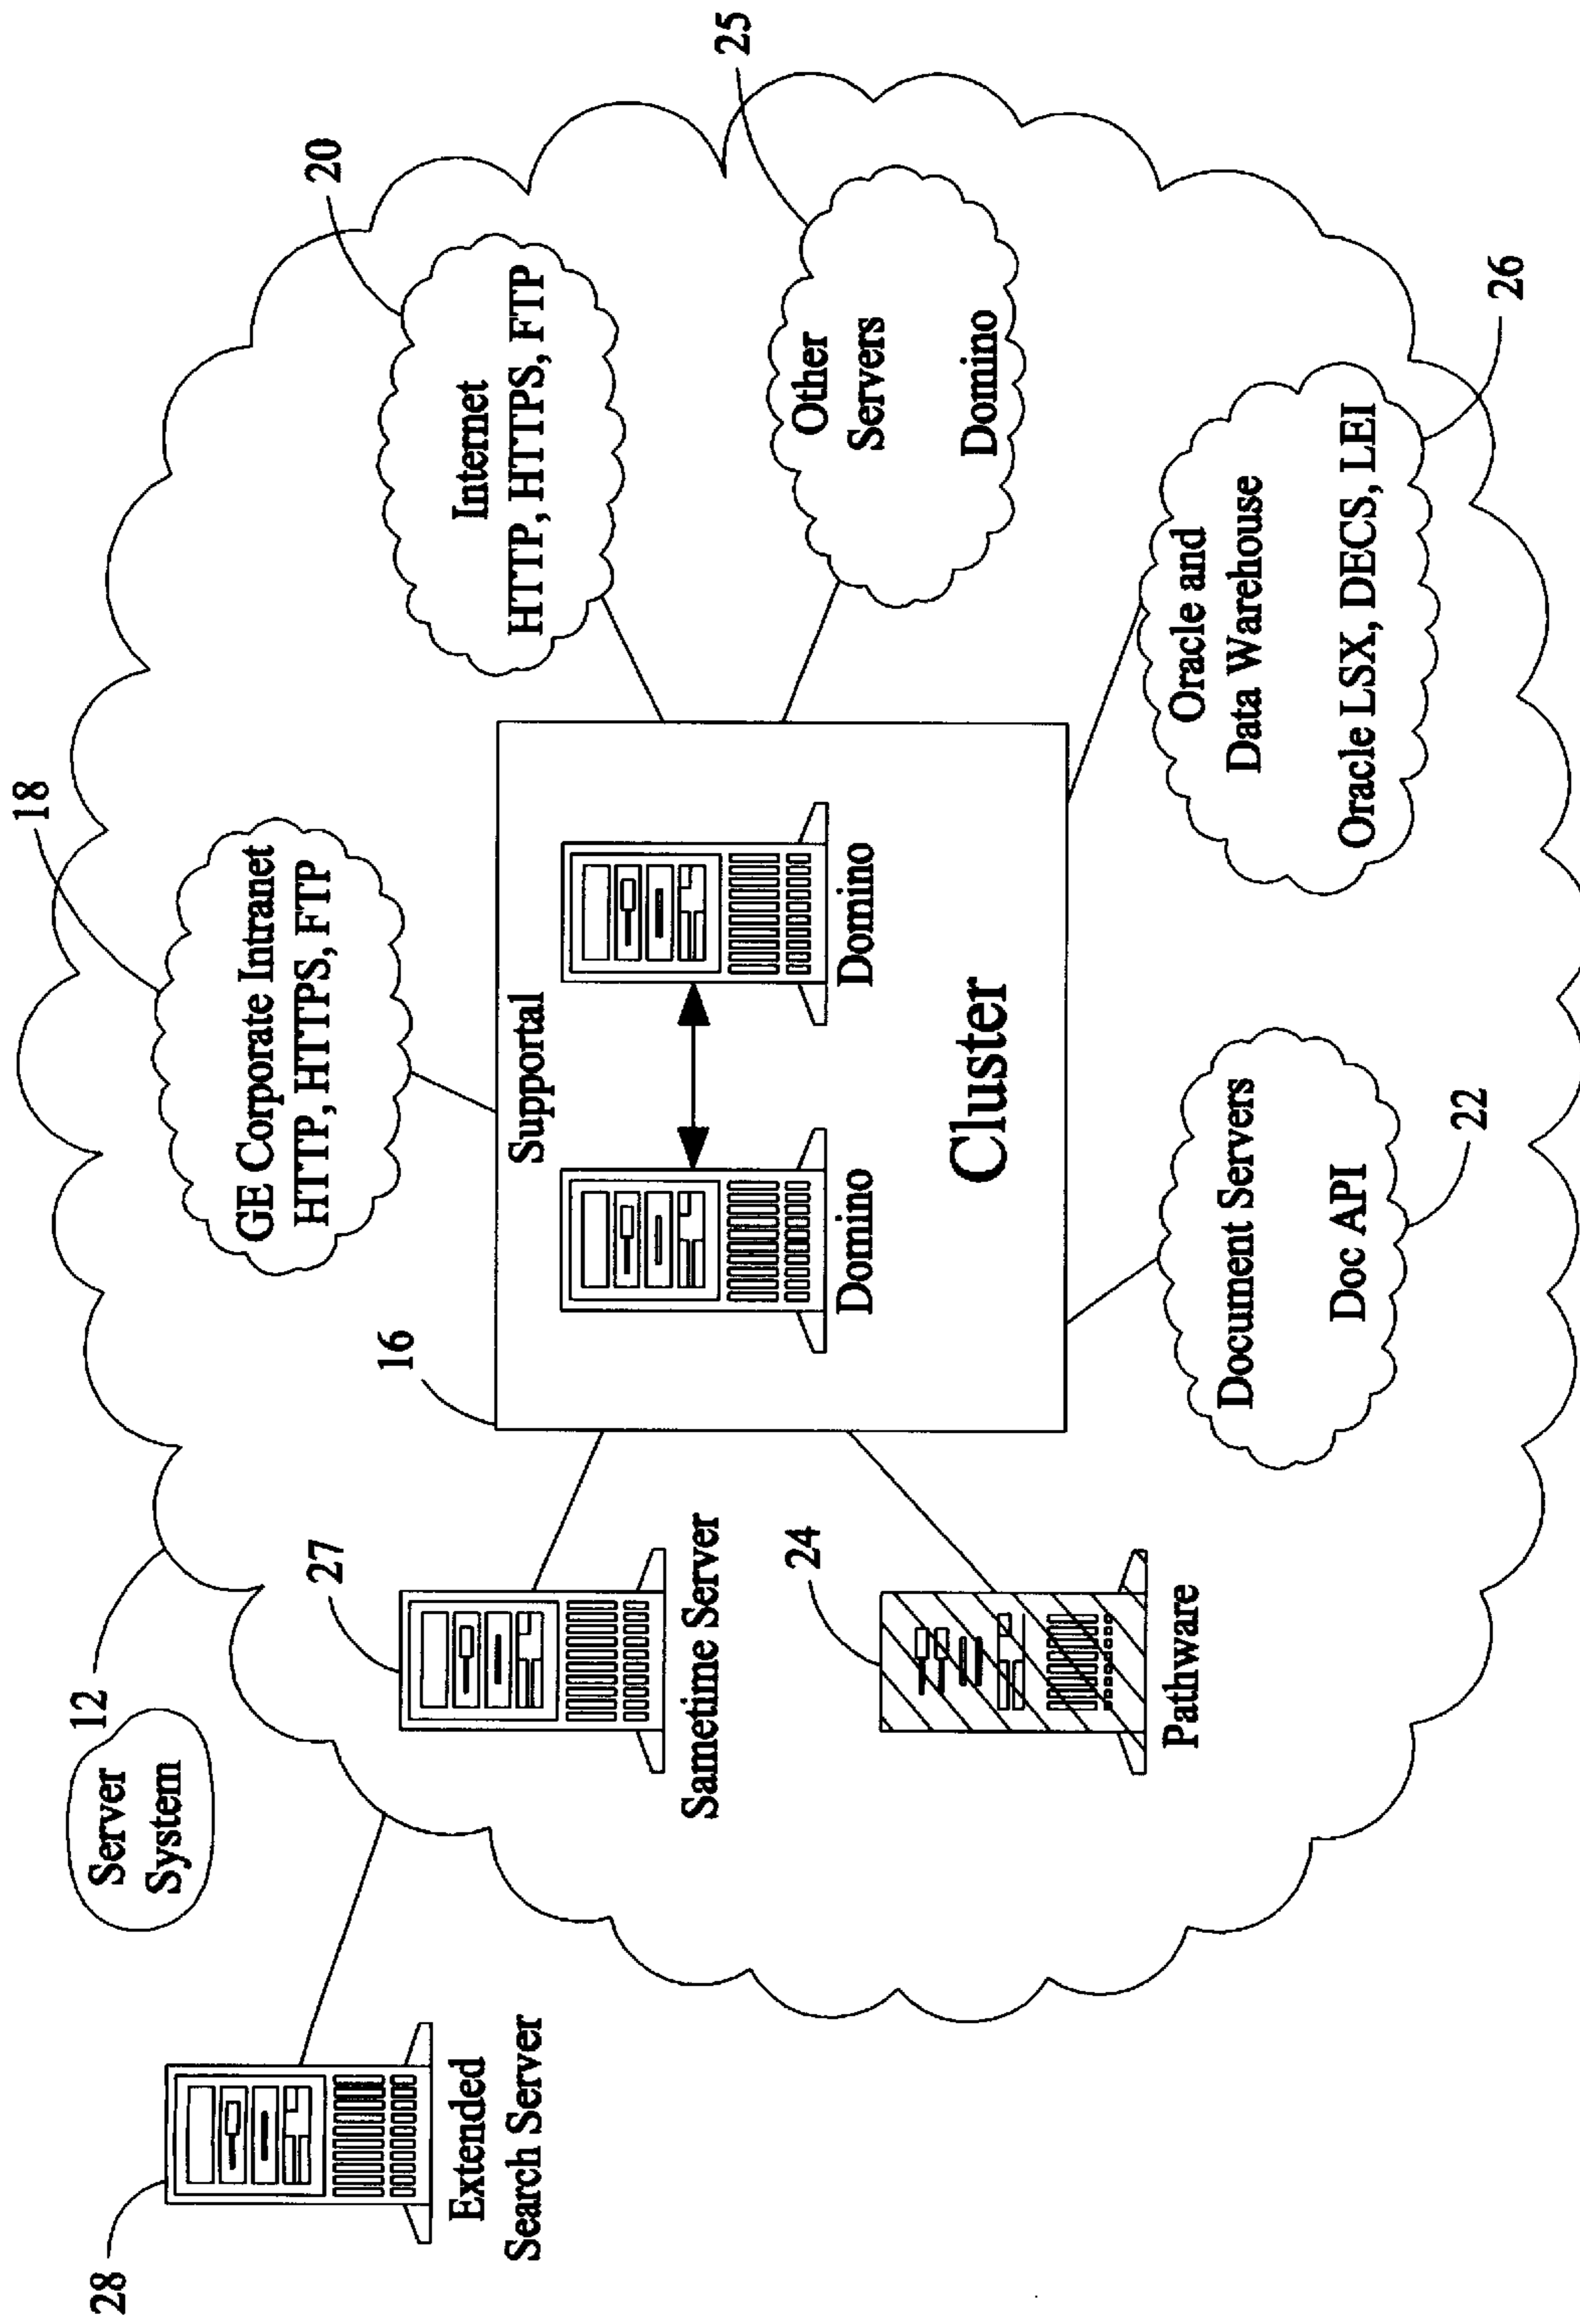 28
Extended
Search Server
Server
System
12
27
Sametime Server
24
Pathware
16
Supportal
Domino
Domino
Cluster
18
GE Corporate Intranet
HTTP, HTTPS, FTP
20
Internet
HTTP, HTTPS, FTP
25
Other
Servers
Domino
Oracle and
Data Warehouse
Oracle LSX, DECS, LEI
26
Document Servers
Doc API
22